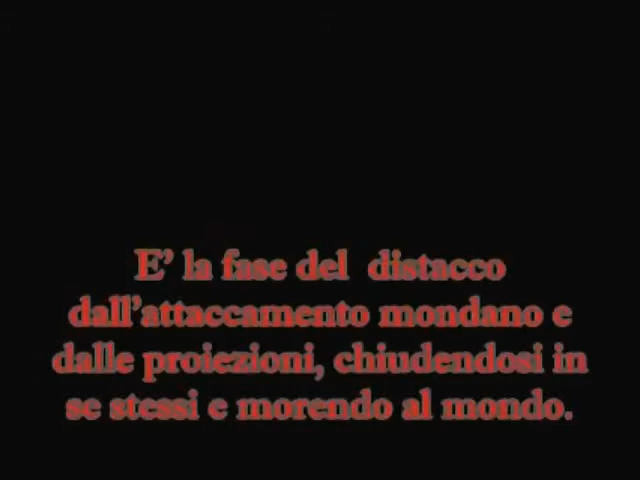 E’ la fase del  distacco
dall’attaccamento mondano e
dalle proiezioni, chiudendosi in
se stessi e morendo al mondo.